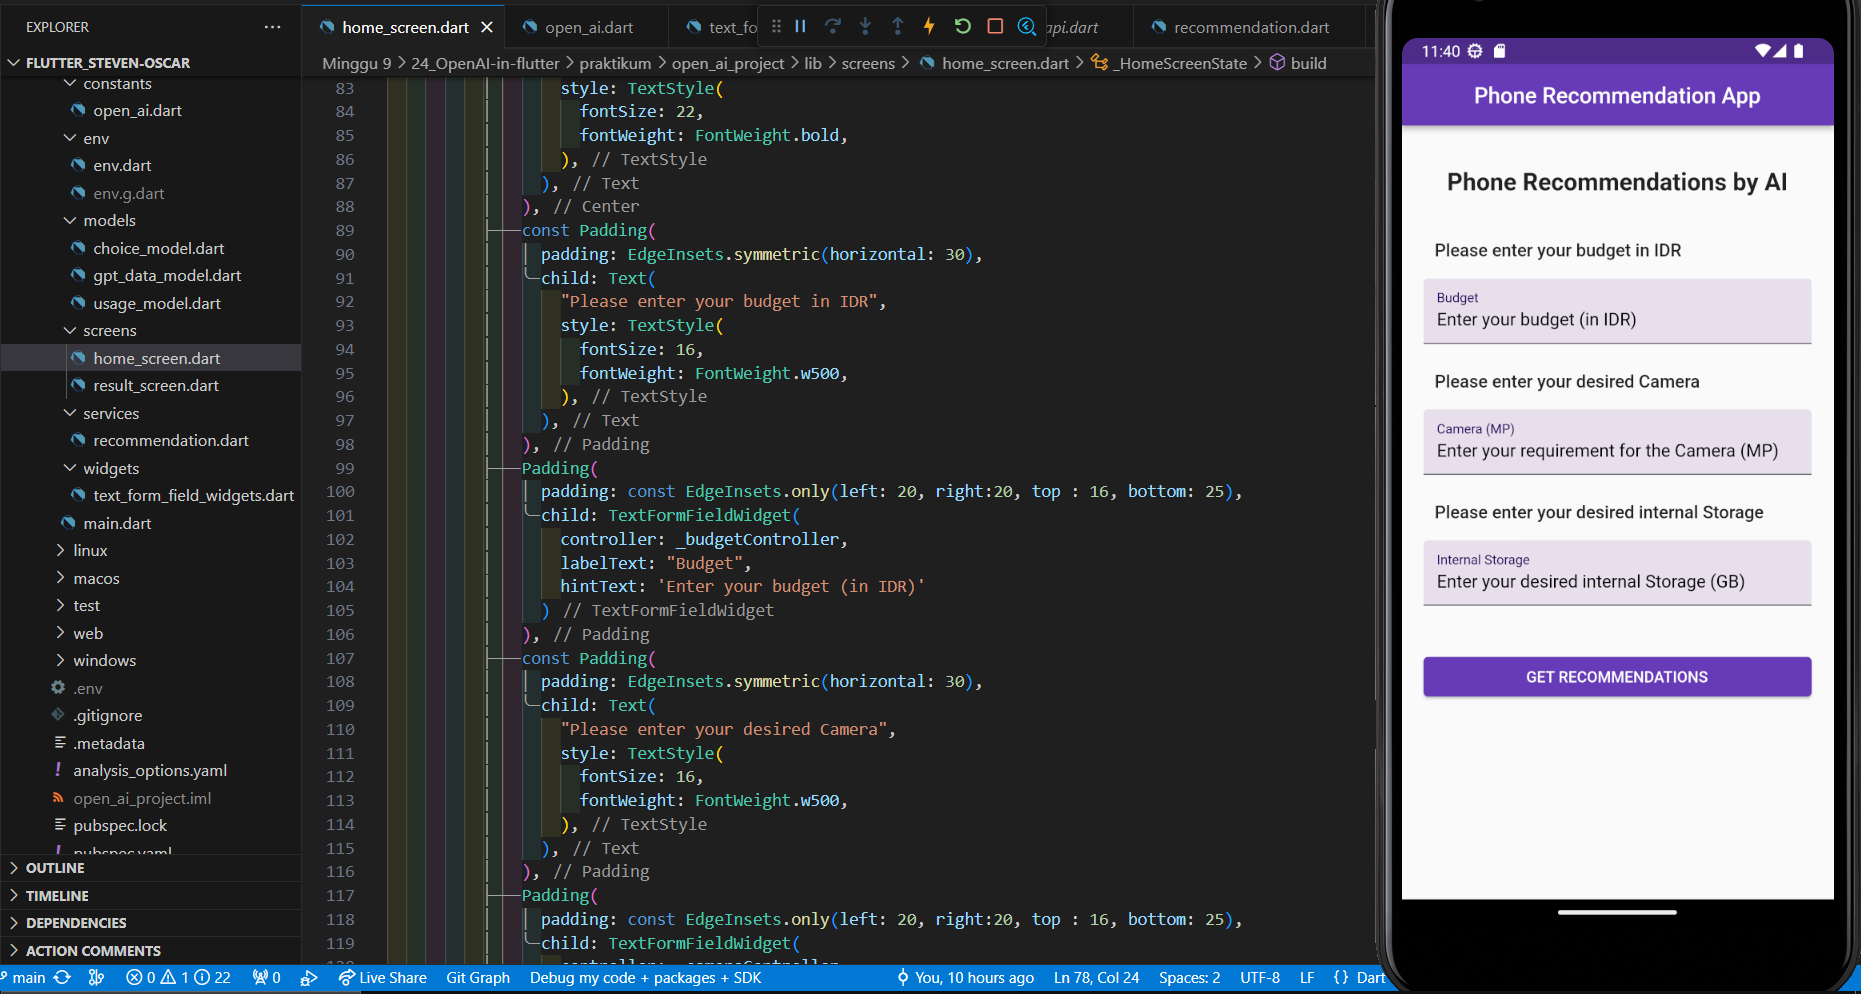 EXPLORER
FLUTTER_STEVEN-OSCAR
constants
open_ai.dart
env
env.dart
env.g.dart
models
choice_model.dart
gpt_data_model.dart
usage_model.dart
screens
home_screen.dart
result_screen.dart
services
recommendation.dart
widgets
text_form_field_widgets.dart
main.dart
linux
macos
test
web
windows
.env
.gitignore
.metadata
analysis_options.yaml
open_ai_project.iml
pubspec.lock
pubspec.yaml
OUTLINE
TIMELINE
DEPENDENCIES
ACTION COMMENTS
home_screen.dart open_ai.dart text_fo api.dart recommendation.dart
Minggu 9 > 24_OpenAI-in-flutter > praktikum > open_ai_project > lib > screens > home_screen.dart > _HomeScreenState > build
83 style: TextStyle(
84 fontSize: 22,
85 fontWeight: FontWeight.bold,
86 ), // TextStyle
87 ), // Text
88 ), // Center
89 const Padding(
90 padding: EdgeInsets.symmetric(horizontal: 30),
91 child: Text(
92 "Please enter your budget in IDR",
93 style: TextStyle(
94 fontSize: 16,
95 fontWeight: FontWeight.w500,
96 ), // TextStyle
97 ), // Text
98 ), // Padding
99 Padding(
100 padding: const EdgeInsets.only(left: 20, right:20, top : 16, bottom: 25),
101 child: TextFormFieldWidget(
102 controller: _budgetController,
103 labelText: "Budget",
104 hintText: 'Enter your budget (in IDR)'
105 ) // TextFormFieldWidget
106 ), // Padding
107 const Padding(
108 padding: EdgeInsets.symmetric(horizontal: 30),
109 child: Text(
110 "Please enter your desired Camera",
111 style: TextStyle(
112 fontSize: 16,
113 fontWeight: FontWeight.w500,
114 ), // TextStyle
115 ), // Text
116 ), // Padding
117 Padding(
118 padding: const EdgeInsets.only(left: 20, right:20, top : 16, bottom: 25),
119 child: TextFormFieldWidget(
main 0 1 22 0 Live Share Git Graph Debug my code + packages + SDK You, 10 hours ago Ln 78, Col 24 Spaces: 2 UTF-8 LF {} Dart
11:40
Phone Recommendation App
Phone Recommendations by AI
Please enter your budget in IDR
Budget
Enter your budget (in IDR)
Please enter your desired Camera
Camera (MP)
Enter your requirement for the Camera (MP)
Please enter your desired internal Storage
Internal Storage
Enter your desired internal Storage (GB)
GET RECOMMENDATIONS